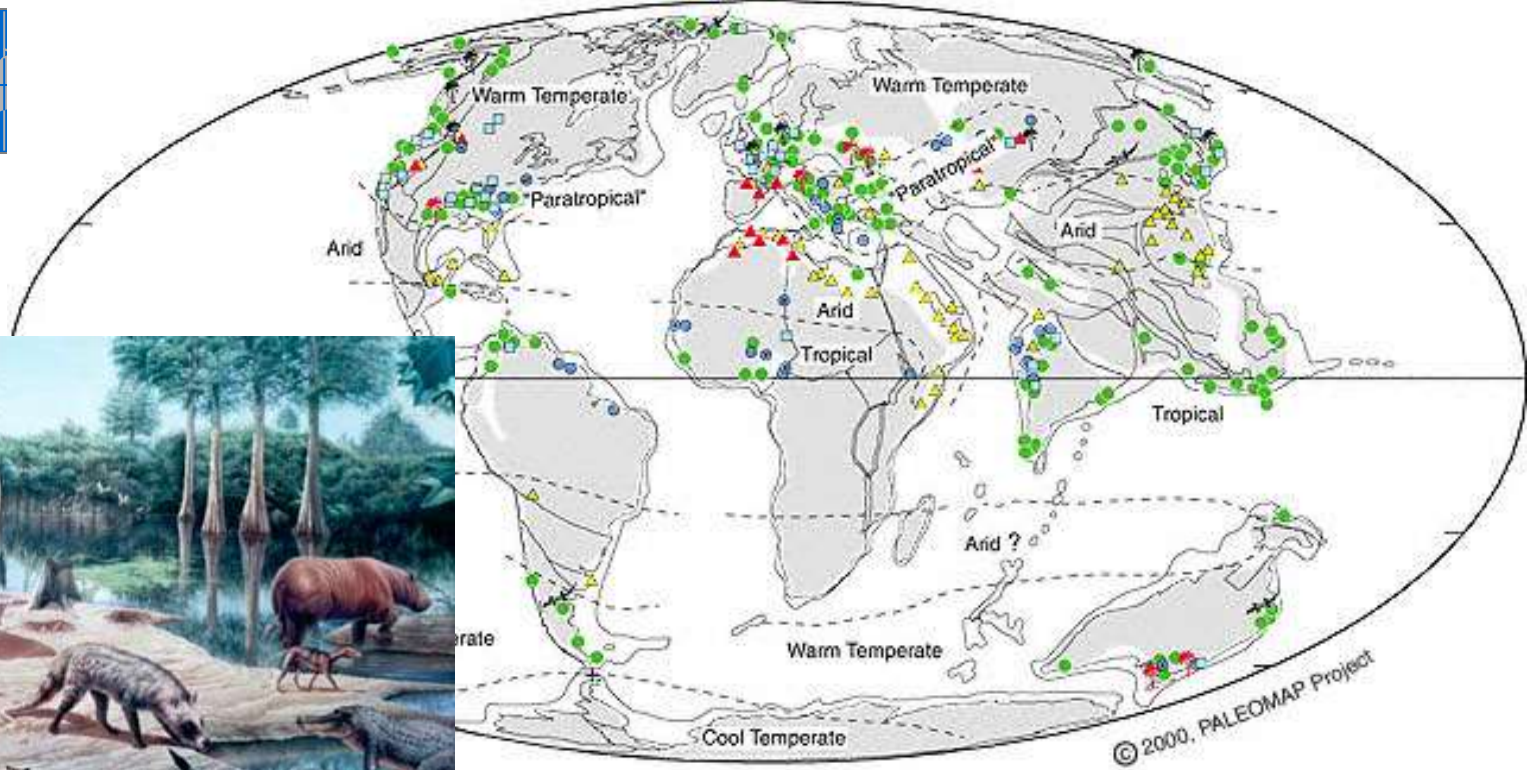 Warm Temperate
Warm Temperate
"Paratropical"
"Paratropical"
Arid
Arid
Arid
Tropical
Tropical
Arid ?
erate
Warm Temperate
Cool Temperate
© 2000, PALEOMAP Project